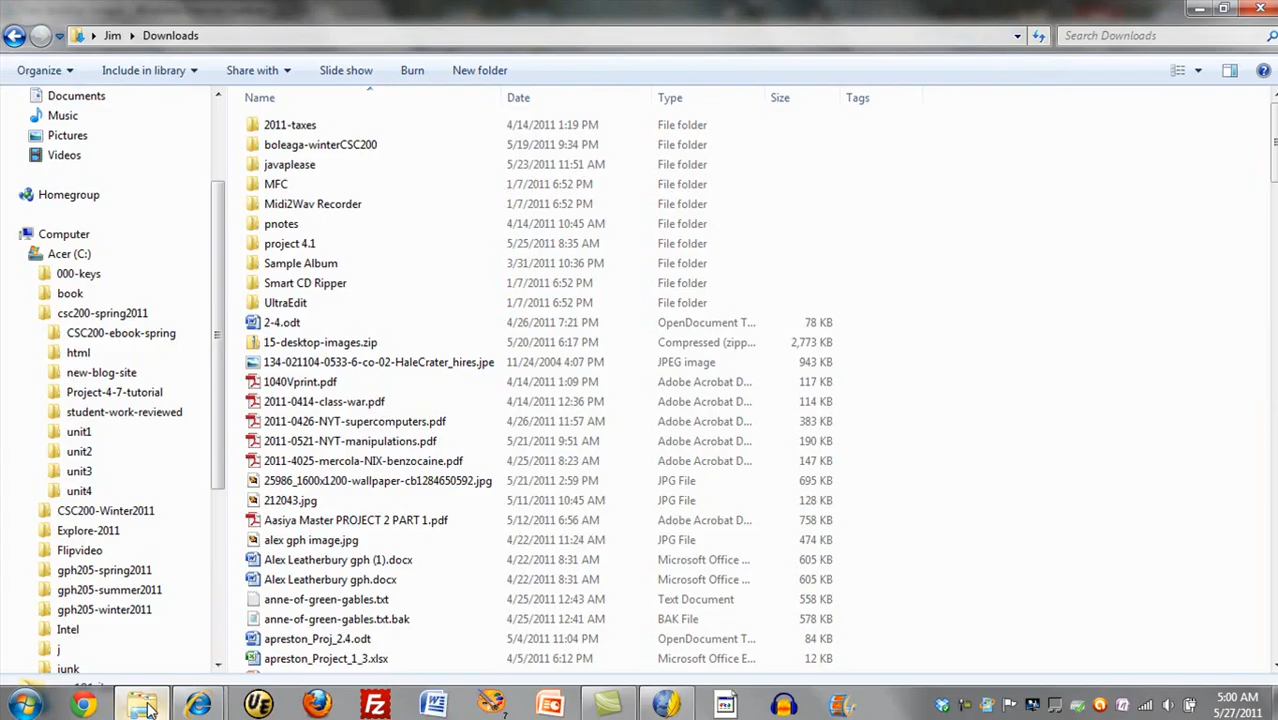 Jim Downloads Search Downloads
Organize Include in library Share with Slide show Burn New folder
Documents
Music
Pictures
Videos
Homegroup
Computer
Acer (C:)
000-keys
book
csc200-spring2011
CSC200-ebook-spring
html
new-blog-site
Project-4-7-tutorial
student-work-reviewed
unit1
unit2
unit3
unit4
CSC200-Winter2011
Explore-2011
Flipvideo
gph205-spring2011
gph205-summer2011
gph205-winter2011
Intel
j
junk
Name Date Type Size Tags
2011-taxes 4/14/2011 1:19 PM File folder
boleaga-winterCSC200 5/19/2011 9:34 PM File folder
javaplease 5/23/2011 11:51 AM File folder
MFC 1/7/2011 6:52 PM File folder
Midi2Wav Recorder 1/7/2011 6:52 PM File folder
pnotes 4/14/2011 10:45 AM File folder
project 4.1 5/25/2011 8:35 AM File folder
Sample Album 3/31/2011 10:36 PM File folder
Smart CD Ripper 1/7/2011 6:52 PM File folder
UltraEdit 1/7/2011 6:52 PM File folder
2-4.odt 4/26/2011 7:21 PM OpenDocument T... 78 KB
15-desktop-images.zip 5/20/2011 6:17 PM Compressed (zipp... 2,773 KB
134-021104-0533-6-co-02-HaleCrater_hires.jpe 11/24/2004 4:07 PM JPEG image 943 KB
1040Vprint.pdf 4/14/2011 1:09 PM Adobe Acrobat D... 117 KB
2011-0414-class-war.pdf 4/14/2011 12:36 PM Adobe Acrobat D... 114 KB
2011-0426-NYT-supercomputers.pdf 4/26/2011 11:57 AM Adobe Acrobat D... 383 KB
2011-0521-NYT-manipulations.pdf 5/21/2011 9:51 AM Adobe Acrobat D... 190 KB
2011-4025-mercola-NIX-benzocaine.pdf 4/25/2011 8:23 AM Adobe Acrobat D... 147 KB
25986_1600x1200-wallpaper-cb1284650592.jpg 5/21/2011 2:59 PM JPG File 695 KB
212043.jpg 5/11/2011 10:45 AM JPG File 128 KB
Aasiya Master PROJECT 2 PART 1.pdf 5/12/2011 6:56 AM Adobe Acrobat D... 758 KB
alex gph image.jpg 4/22/2011 11:24 AM JPG File 474 KB
Alex Leatherbury gph (1).docx 4/22/2011 8:31 AM Microsoft Office ... 605 KB
Alex Leatherbury gph.docx 4/22/2011 8:31 AM Microsoft Office ... 605 KB
anne-of-green-gables.txt 4/25/2011 12:43 AM Text Document 558 KB
anne-of-green-gables.txt.bak 4/25/2011 12:41 AM BAK File 578 KB
apreston_Proj_2.4.odt 5/4/2011 11:04 PM OpenDocument T... 84 KB
apreston_Project_1_3.xlsx 4/5/2011 6:12 PM Microsoft Office E... 12 KB
5:00 AM
5/27/2011